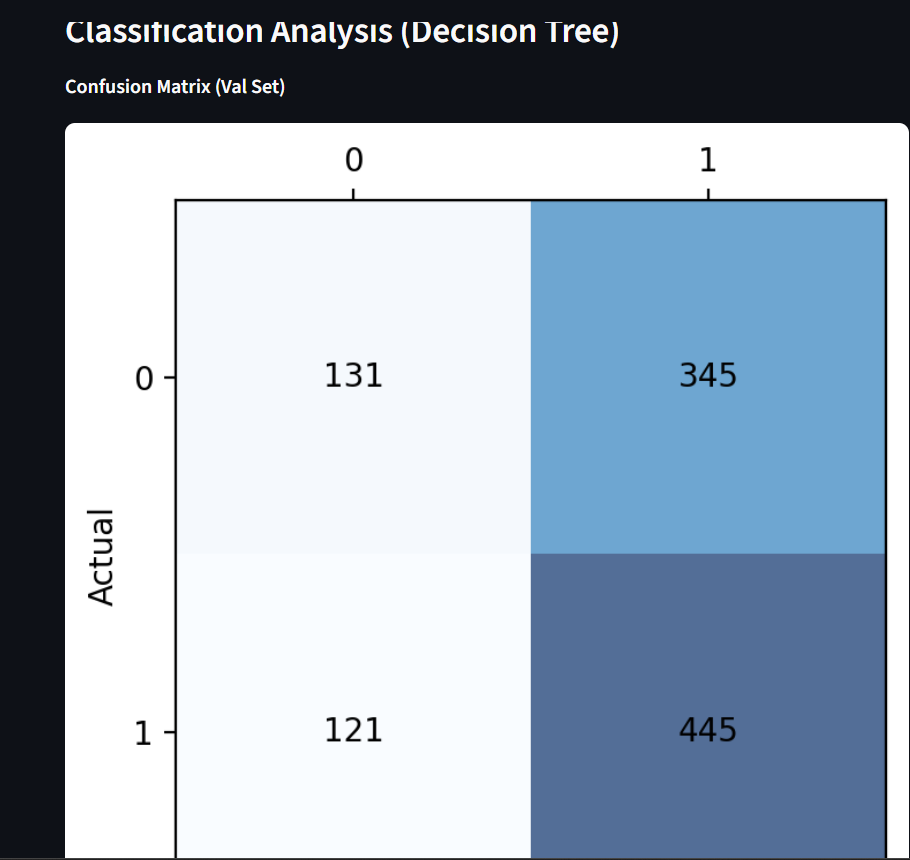 Classification Analysis (Decision Tree)
Confusion Matrix (Val Set)
0 1
0 131 345
Actual
1 121 445